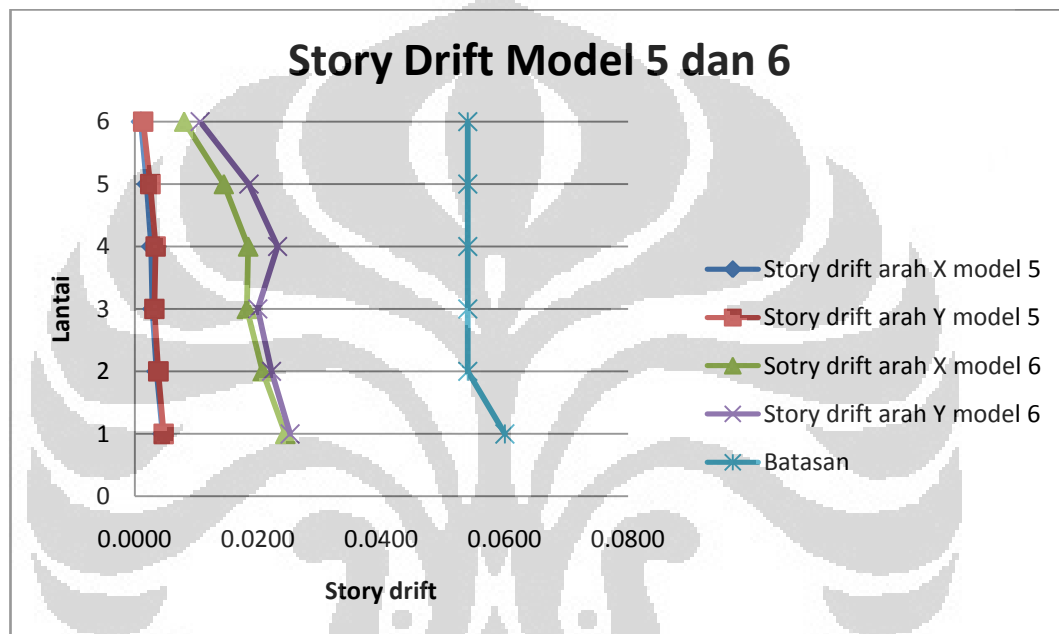 Story Drift Model 5 dan 6
6
5
4
3
2
1
0
Lantai
0.0000 0.0200 0.0400 0.0600 0.0800
Story drift
Story drift arah X model 5
Story drift arah Y model 5
Sotry drift arah X model 6
Story drift arah Y model 6
Batasan